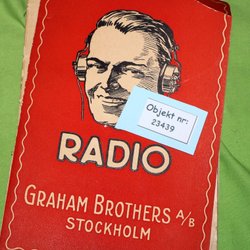 Objekt nr:
23439
RADIO
GRAHAM BROTHERS A/B
STOCKHOLM